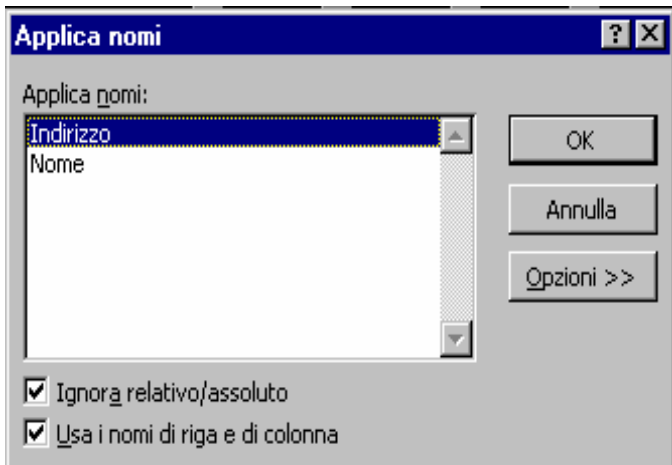 Applica nomi
Applica nomi:
Indirizzo
Nome
OK
Annulla
Opzioni >>
Ignora relativo/assoluto
Usa i nomi di riga e di colonna